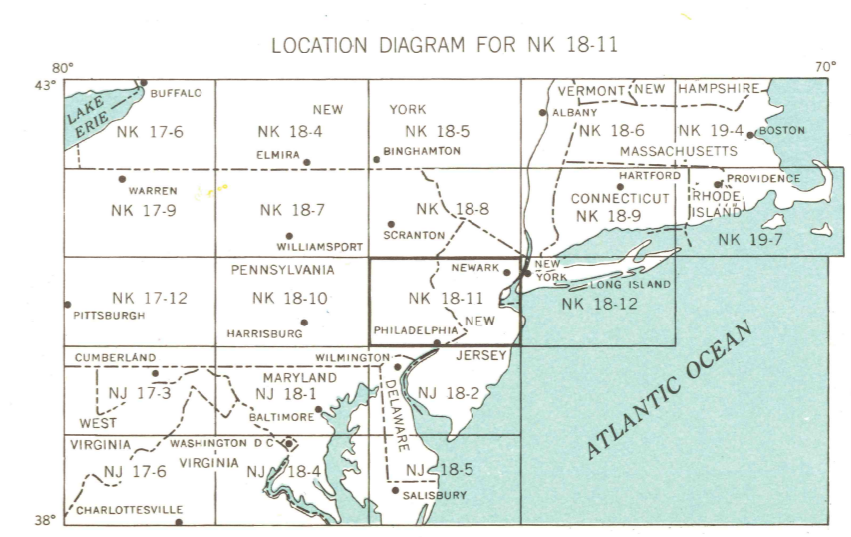 LOCATION DIAGRAM FOR NK 18-11
80°
70°
43°
BUFFALO
LAKE
ERIE
NK 17-6
NEW
YORK
NK 18-4
NK 18-5
ELMIRA
BINGHAMTON
VERMONT
NEW
HAMPSHIRE
ALBANY
NK 18-6
NK 19-4
BOSTON
MASSACHUSETTS
WARREN
NK 17-9
NK 18-7
NK 18-8
WILLIAMSPORT
SCRANTON
HARTFORD
CONNECTICUT
NK 18-9
PROVIDENCE
RHODE
ISLAND
NK 19-7
PENNSYLVANIA
NK 17-12
NK 18-10
NEWARK
NK 18-11
NEW
YORK
LONG ISLAND
NK 18-12
PITTSBURGH
HARRISBURG
PHILADELPHIA
NEW
JERSEY
CUMBERLAND
WILMINGTON
NJ 17-3
MARYLAND
NJ 18-1
BALTIMORE
DELAWARE
NJ 18-2
WEST
VIRGINIA
WASHINGTON D C
VIRGINIA
NJ 17-6
NJ 18-4
NJ 18-5
SALISBURY
CHARLOTTESVILLE
38°
ATLANTIC OCEAN